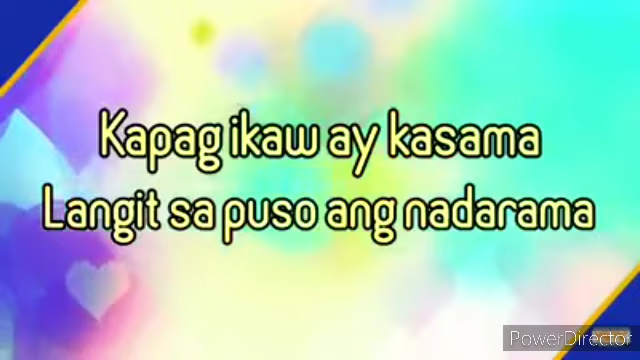 Kapag ikaw ay kasama
Langit sa puso ang nadarama
PowerDirector